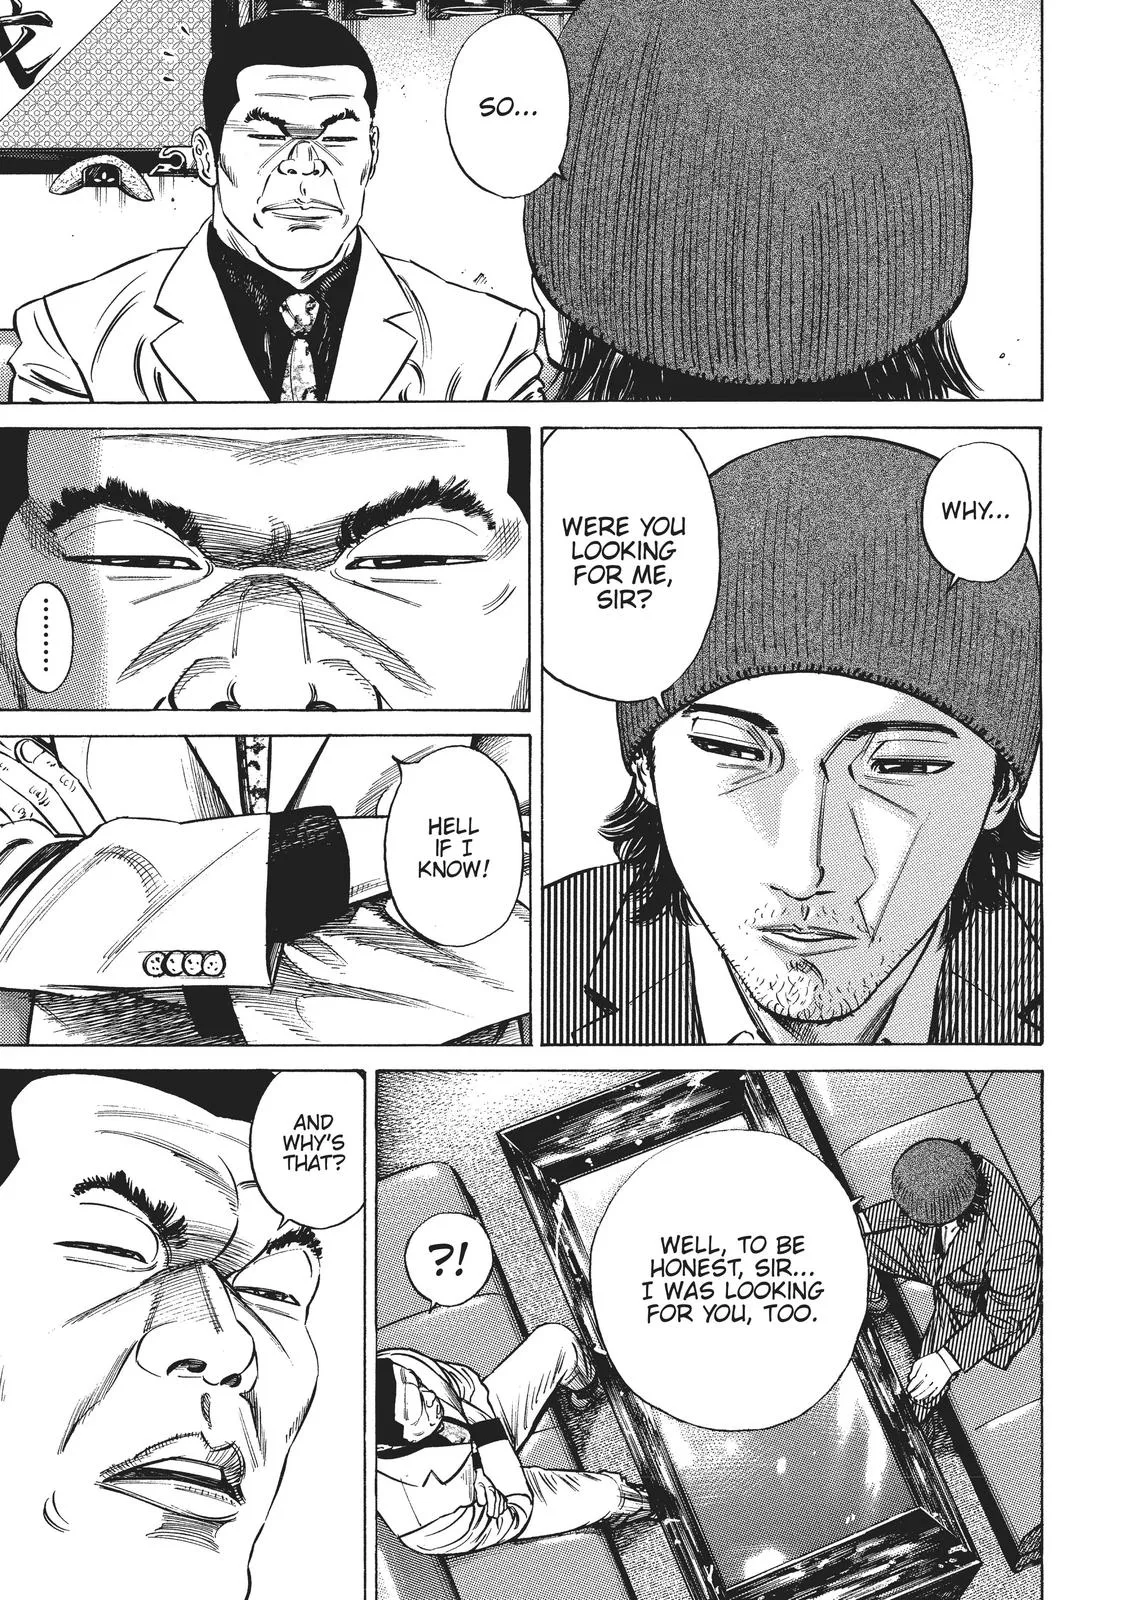 SO...
WHY...
WERE YOU
LOOKING
FOR ME,
SIR?
.........
HELL
IF I
KNOW!
WELL, TO BE
HONEST, SIR...
I WAS LOOKING
FOR YOU, TOO.
?!
AND
WHY'S
THAT?